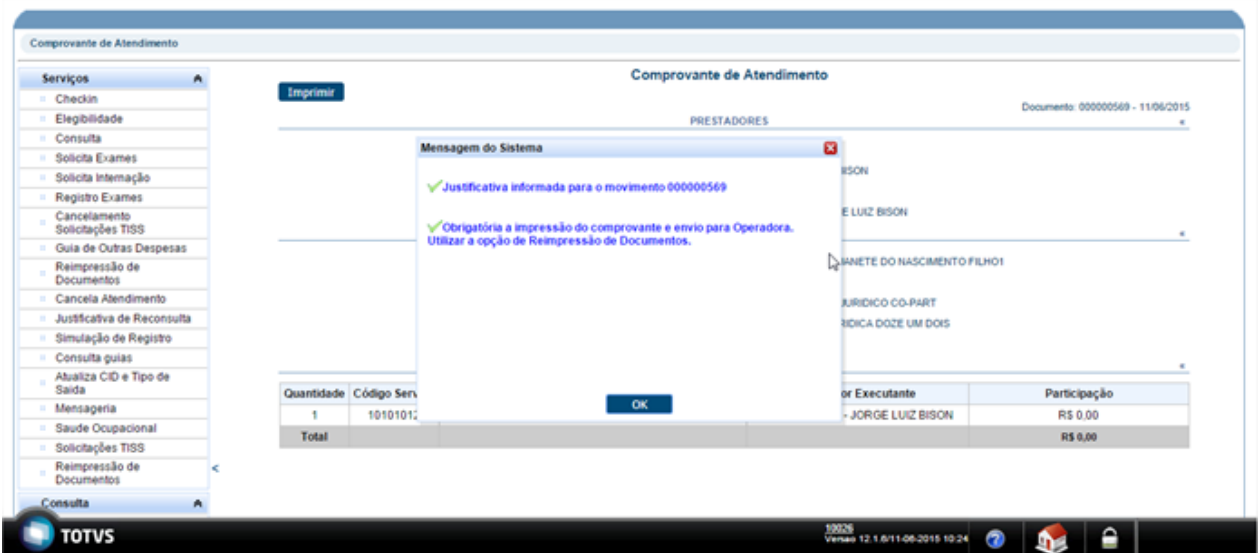 Comprovante de Atendimento
Serviços
Checkin
Elegibilidade
Consulta
Solicita Exames
Solicita Internação
Registro Exames
Cancelamento
Solicitações TISS
Guia de Outras Despesas
Reimpressão de
Documentos
Cancela Atendimento
Justificativa de Reconsulta
Simulação de Registro
Consulta guias
Atualiza CID e Tipo de
Saída
Mensageria
Saude Ocupacional
Solicitações TISS
Reimpressão de
Documentos
<
Consulta
Comprovante de Atendimento
Imprimir
Documento: 000000569 - 11/06/2015
PRESTADORES
Mensagem do Sistema
Justificativa informada para o movimento 000000569
Obrigatória a impressão do comprovante e envio para Operadora.
Utilizar a opção de Reimpressão de Documentos.
OK
E LUIZ BISON
NETE DO NASCIMENTO FILHO1
JURIDICO CO-PART
DOZE UM DOIS
Quantidade Código Serv or Executante Participação
1 10101012 - JORGE LUIZ BISON R$ 0,00
Total R$ 0,00
TOTVS
10026
Versao 12.1.6/11-06-2015 10:24